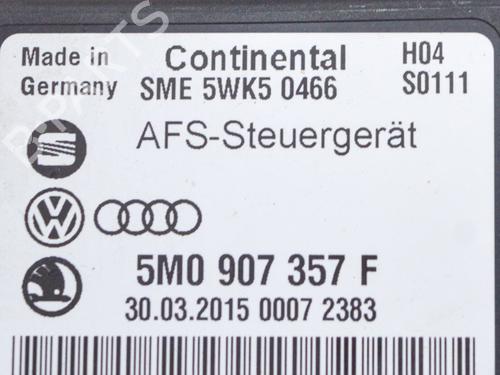 Made in Germany
Continental
SME 5WK5 0466
H04
S0111
AFS-Steuergerät
5M0 907 357 F
30.03.2015 0007 2383
B-PARTS